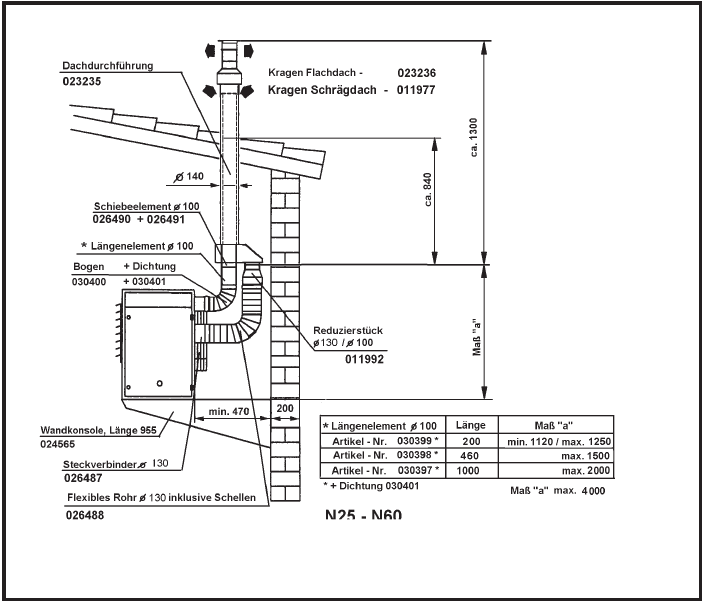 Dachdurchführung
023235
Kragen Flachdach - 023236
Kragen Schrägdach - 011977
ca. 1300
ca. 840
ø 140
Schiebeelement ø 100
026490 + 026491
* Längenelement ø 100
Bogen + Dichtung
030400 + 030401
Reduzierstück
ø130 / ø 100
011992
Maß "a"
min. 470
200
Wandkonsole, Länge 955
024565
Steckverbinder ø 130
026487
Flexibles Rohr ø 130 inklusive Schellen
026488
* Längenelement ø 100 Länge Maß "a"
Artikel - Nr. 030399 * 200 min. 1120 / max. 1250
Artikel - Nr. 030398 * 460 max. 1500
Artikel - Nr. 030397 * 1000 max. 2000
* + Dichtung 030401
Maß "a" max. 4000
N25 - N60